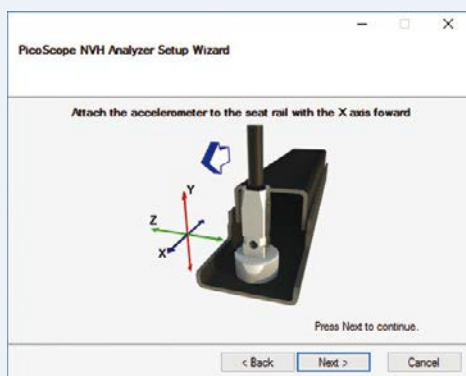 PicoScope NVH Analyzer Setup Wizard
Attach the accelerometer to the seat rail with the X axis foward
Y
Z
X
Press Next to continue.
< Back
Next >
Cancel